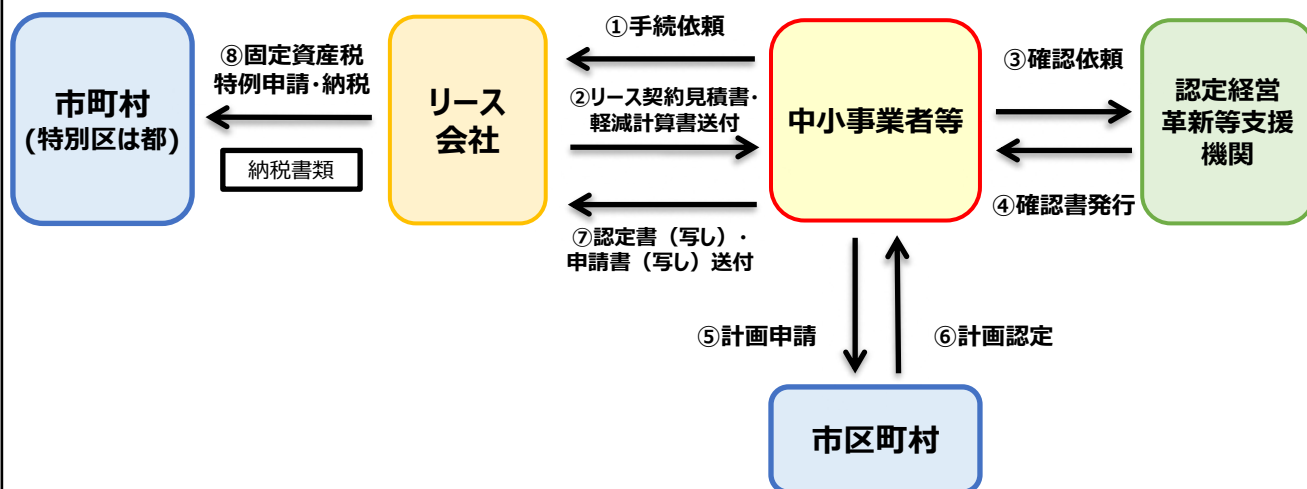 ①手続依頼
⑧固定資産税
特例申請・納税
③確認依頼
市町村
(特別区は都)
リース
会社
②リース契約見積書・
軽減計算書送付
中小事業者等
認定経営
革新等支援
機関
納税書類
④確認書発行
⑦認定書（写し）・
申請書（写し）送付
⑤計画申請
⑥計画認定
市区町村